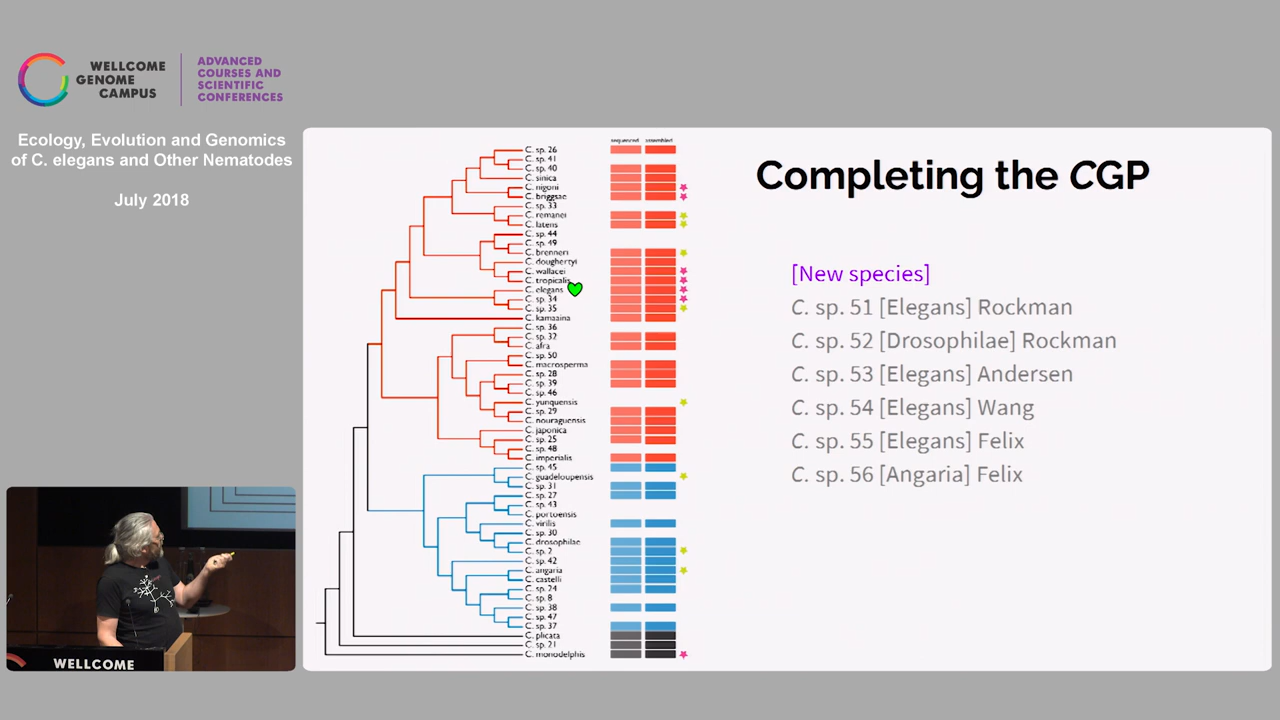 WELLCOME
GENOME
CAMPUS
ADVANCED
COURSES AND
SCIENTIFIC
CONFERENCES
Ecology, Evolution and Genomics
of C. elegans and Other Nematodes
July 2018
sequenced assembled
C. sp. 26
C. sp. 41
C. sp. 40
C. sinica
C. nigoni
C. briggsae
C. sp. 33
C. remanei
C. latens
C. sp. 44
C. sp. 49
C. brenneri
C. doughertyi
C. wallacei
C. tropicalis
C. elegans
C. sp. 34
C. sp. 35
C. kamaaina
C. sp. 36
C. sp. 32
C. afra
C. sp. 50
C. macrosperma
C. sp. 28
C. sp. 39
C. sp. 46
C. yunquensis
C. sp. 29
C. nouraguensis
C. japonica
C. sp. 25
C. sp. 48
C. imperialis
C. sp. 45
C. guadeloupensis
C. sp. 31
C. sp. 27
C. sp. 43
C. portoensis
C. virilis
C. sp. 30
C. drosophilae
C. sp. 2
C. sp. 42
C. angaria
C. castelli
C. sp. 24
C. sp. 8
C. sp. 38
C. sp. 47
C. sp. 37
C. plicata
C. sp. 21
C. monodelphis
Completing the CGP
[New species]
C. sp. 51 [Elegans] Rockman
C. sp. 52 [Drosophilae] Rockman
C. sp. 53 [Elegans] Andersen
C. sp. 54 [Elegans] Wang
C. sp. 55 [Elegans] Felix
C. sp. 56 [Angaria] Felix
WELLCOME